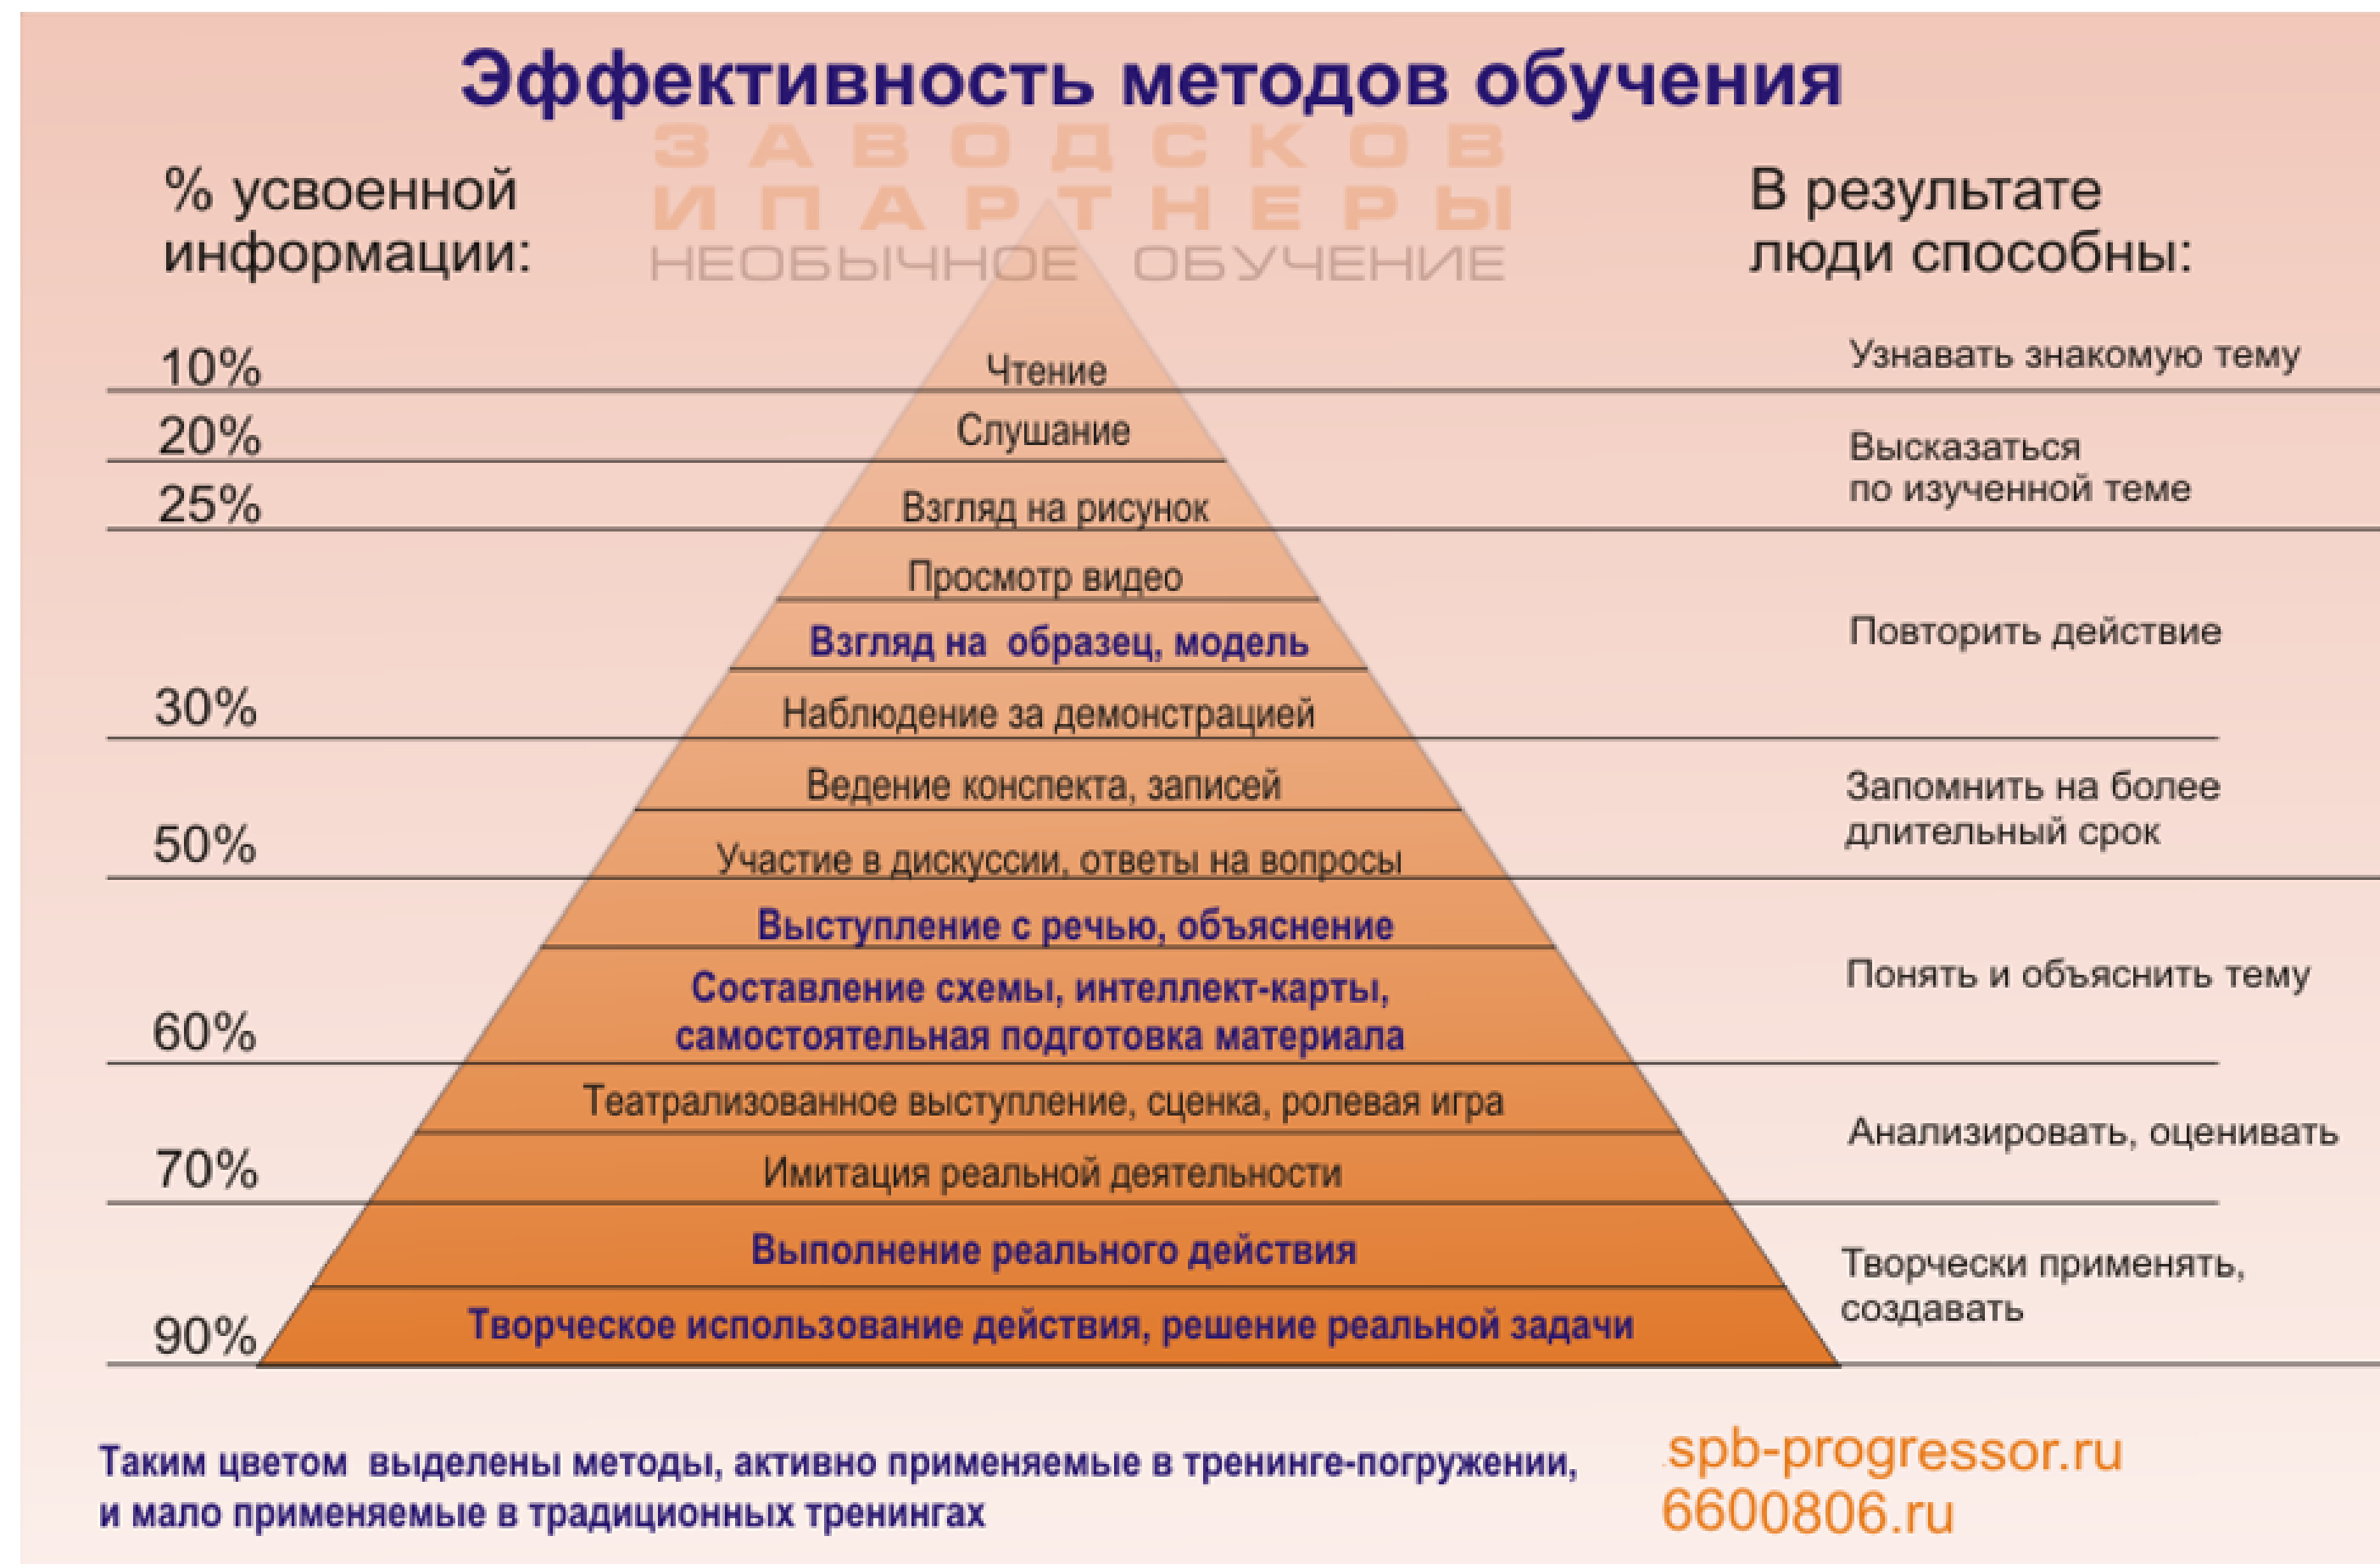 Эффективность методов обучения
ЗАВОДСКОВ
И ПАРТНЕРЫ
НЕОБЫЧНОЕ ОБУЧЕНИЕ
% усвоенной
информации:
В результате
люди способны:
10%
Чтение
Узнавать знакомую тему
20%
Слушание
Высказаться
по изученной теме
25%
Взгляд на рисунок
Просмотр видео
Взгляд на образец, модель
Повторить действие
30%
Наблюдение за демонстрацией
Ведение конспекта, записей
Запомнить на более
длительный срок
50%
Участие в дискуссии, ответы на вопросы
Выступление с речью, объяснение
Понять и объяснить тему
Составление схемы, интеллект-карты,
самостоятельная подготовка материала
60%
Театрализованное выступление, сценка, ролевая игра
Анализировать, оценивать
70%
Имитация реальной деятельности
Выполнение реального действия
Творчески применять,
создавать
90%
Творческое использование действия, решение реальной задачи
Таким цветом выделены методы, активно применяемые в тренинге-погружении,
и мало применяемые в традиционных тренингах
spb-progressor.ru
6600806.ru